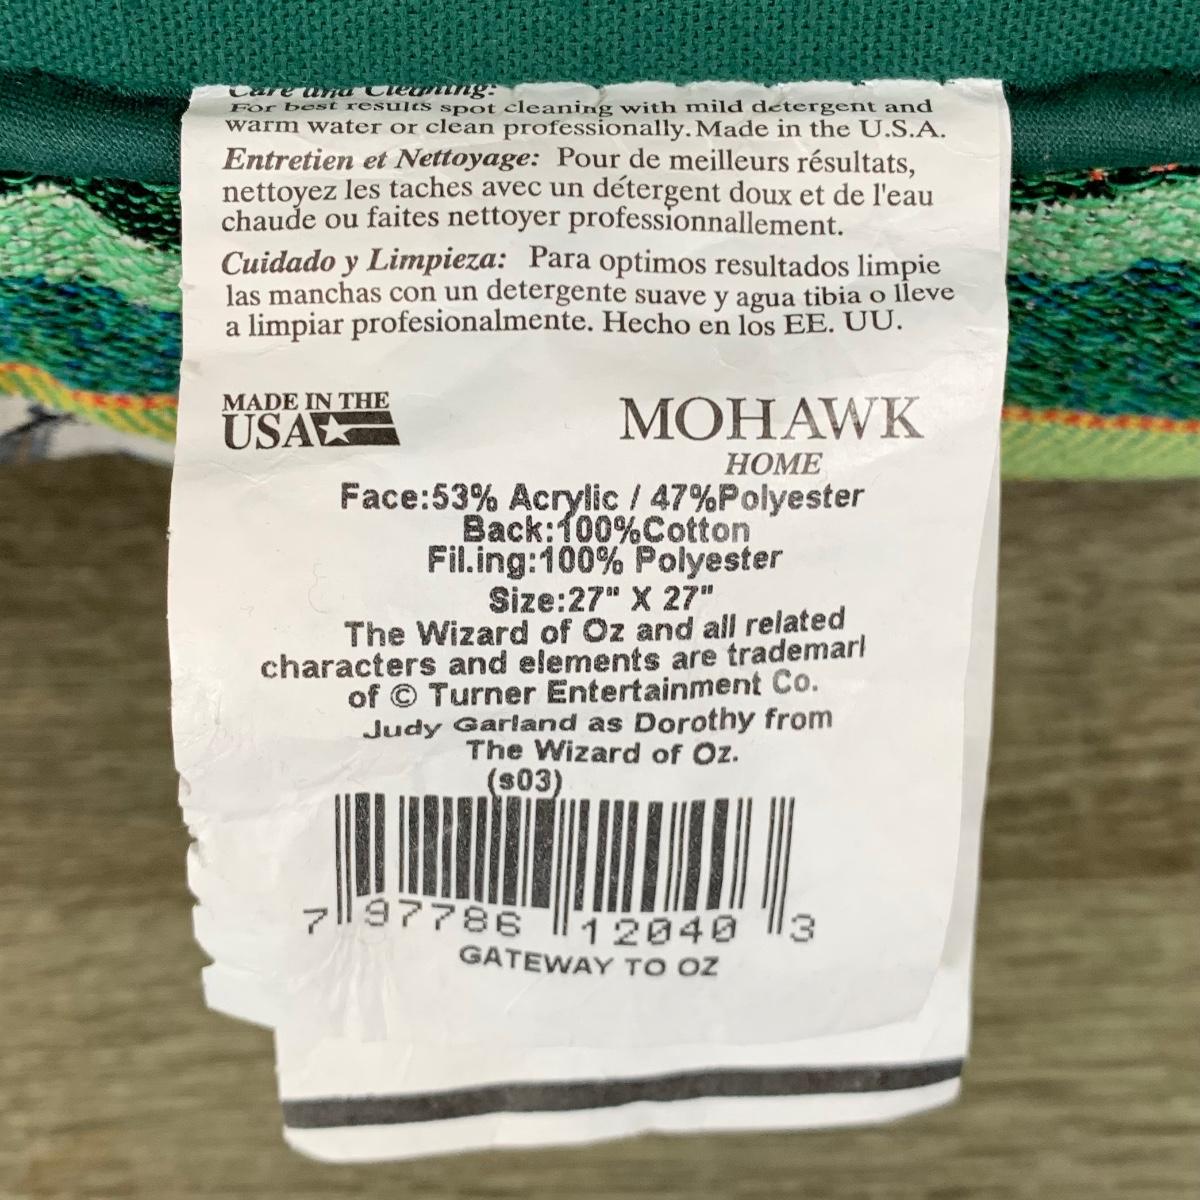 Care and Cleaning:
For best results spot cleaning with mild detergent and
warm water or clean professionally. Made in the U.S.A.
Entretien et Nettoyage: Pour de meilleurs résultats,
nettoyez les taches avec un détergent doux et de l'eau
chaude ou faites nettoyer professionnallement.
Cuidado y Limpieza: Para optimos resultados limpie
las manchas con un detergente suave y agua tibia o lleve
a limpiar profesionalmente. Hecho en los EE. UU.
MADE IN THE
USA
MOHAWK
HOME
Face:53% Acrylic / 47%Polyester
Back:100%Cotton
Fil.ing:100% Polyester
Size:27" X 27"
The Wizard of Oz and all related
characters and elements are trademarl
of © Turner Entertainment Co.
Judy Garland as Dorothy from
The Wizard of Oz.
(s03)
7 97786 12040 3
GATEWAY TO OZ